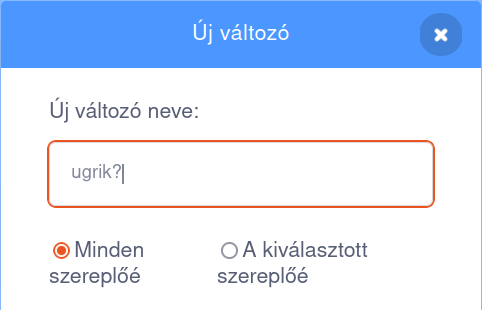 Új változó
Új változó neve:
ugrik?
Minden
szereplőé
A kiválasztott
szereplőé